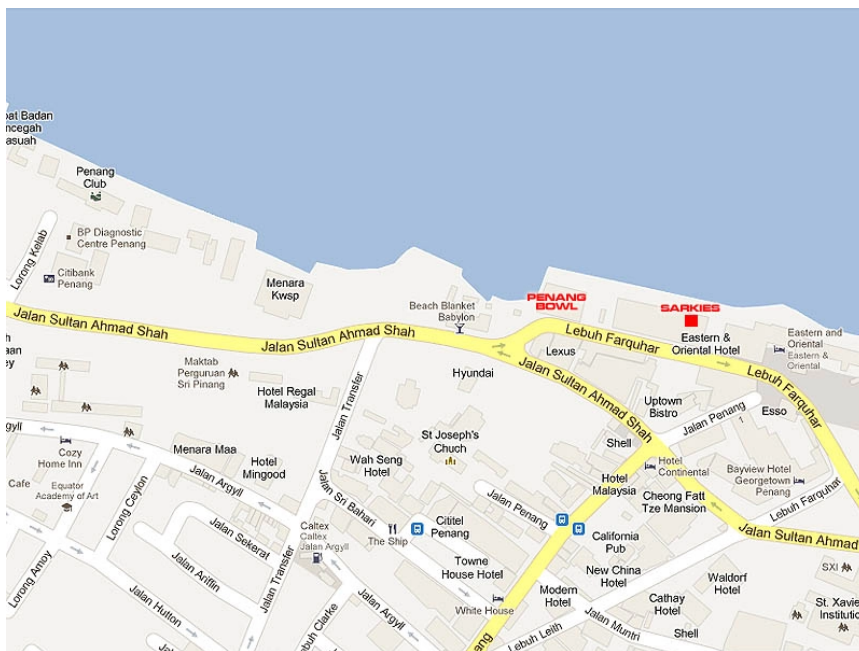 pat Badan
ncegah
asuah
Penang
Club
BP Diagnostic
Centre Penang
Lorong Kelab
Citibank
Penang
Menara
Kwsp
Beach Blanket
Babylon
PENANG
BOWL
SARKIES
Jalan Sultan Ahmad Shah
Jalan Sultan Ahmad Shah
Lebuh Farquhar
Eastern &
Oriental Hotel
Eastern and
Oriental
Eastern &
Oriental
Lexus
Jalan Sultan Ahmad Shah
Lebuh Farquhar
Maktab
Perguruan
Sri Pinang
Hyundai
Hotel Regal
Malaysia
Jalan Transfer
Uptown
Bistro
Jalan Penang
1
Esso
Cozy
Home Inn
Menara Maa
Hotel
Mingood
St Joseph's
Chuch
Shell
Wah Seng
Hotel
Hotel
Continental
Hotel
Malaysia
Bayview Hotel
Georgetown
Penang
Cafe
Equator
Academy of Art
Lorong Ceylon
Jalan Argyll
Jalan Sri Bahari
Jalan Penang
Cheong Fatt
Tze Mansion
Lebuh Farquhar
Jalan Sekerat
Caltex
Caltex
Jalan Argyll
The Ship
Cititel
Penang
California
Pub
Jalan Sultan Ahmad
Lorong Amoy
Jalan Ariffin
Jalan Transfer
Towne
House Hotel
New China
Hotel
Waldorf
Hotel
SXI
Jalan Hutton
Jalan Argyll
White House
Modern
Hotel
Cathay
Hotel
St. Xavie
Instituti
ebuh Clarke
ang
Lebuh Leith
Jalan Muntri
Shell